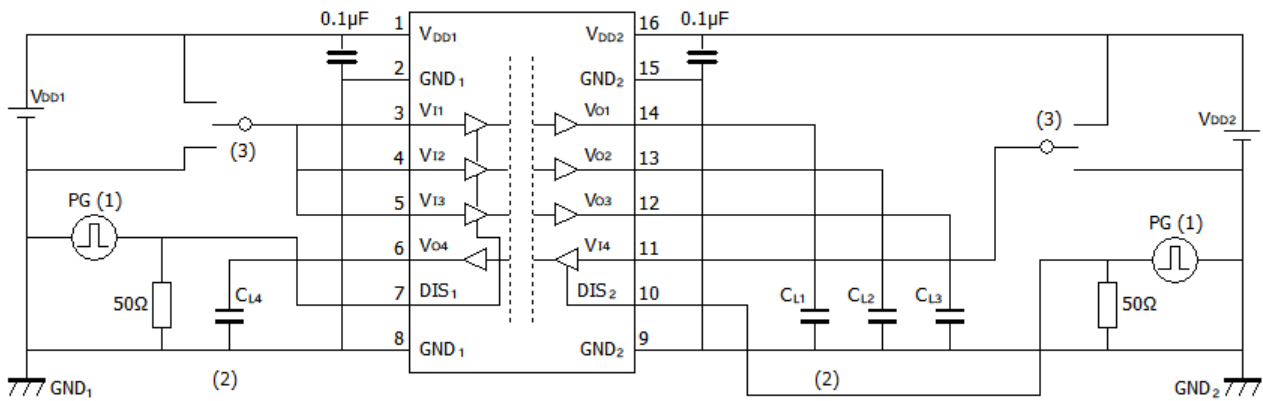 0.1µF
1
16
0.1µF
VDD1
VDD2
2
15
GND1
GND2
VDD1
3
VI1
VO1
14
(3)
(3)
VDD2
4
VI2
VO2
13
PG (1)
5
VI3
VO3
12
PG (1)
6
VO4
VI4
11
50Ω
CL4
7
DIS1
DIS2
10
CL1
CL2
CL3
50Ω
8
GND1
GND2
9
GND1
(2)
(2)
GND2